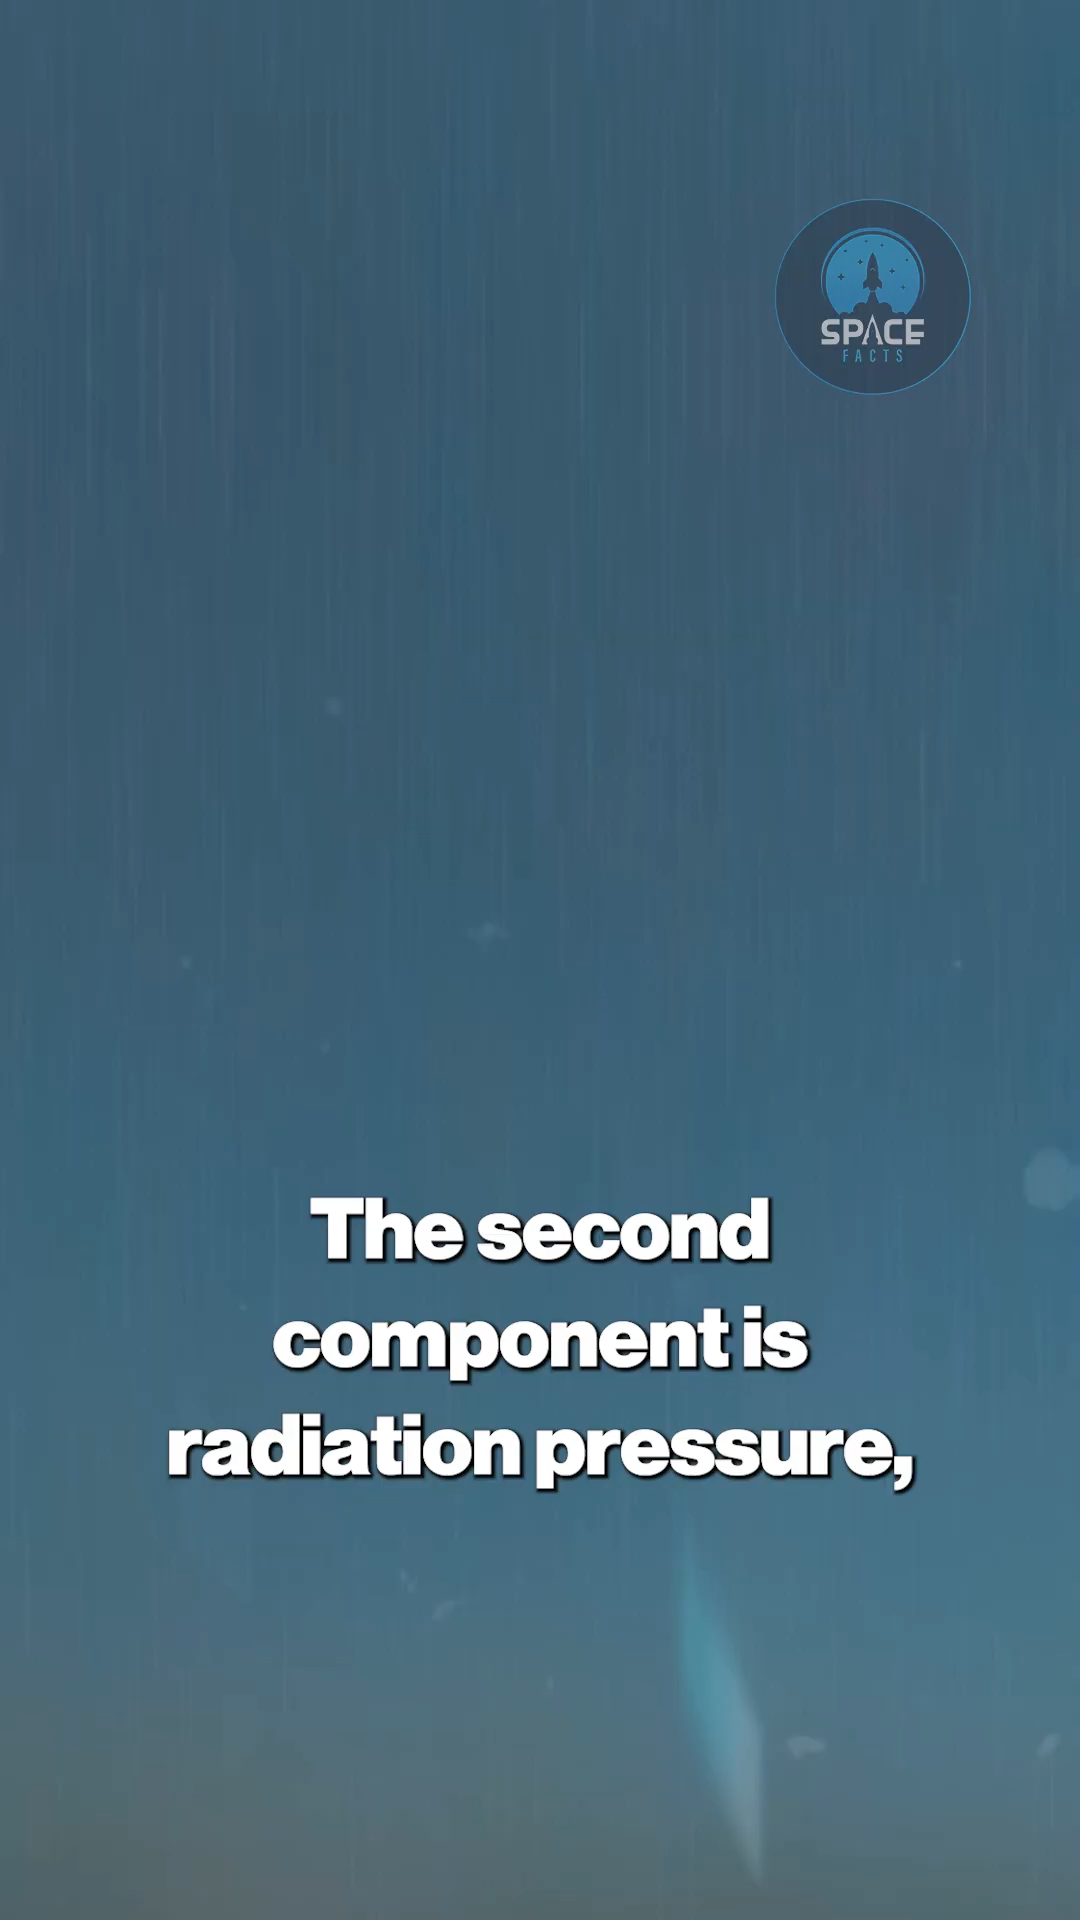 SPACE
FACTS
The second
component is
radiation pressure,